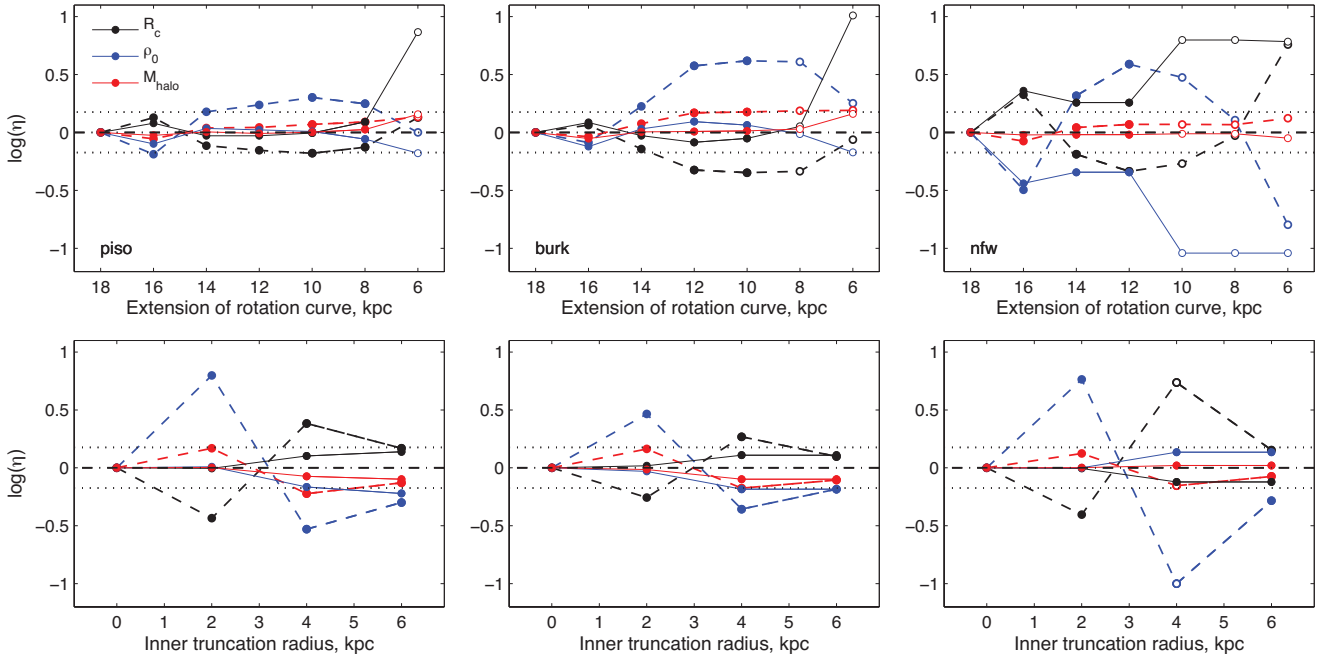 1
0.5
0
−0.5
−1
log(η)
R_c
ρ_0
M_halo
piso
18 16 14 12 10 8 6
Extension of rotation curve, kpc
1
0.5
0
−0.5
−1
burk
18 16 14 12 10 8 6
Extension of rotation curve, kpc
1
0.5
0
−0.5
−1
nfw
18 16 14 12 10 8 6
Extension of rotation curve, kpc
1
0.5
0
−0.5
−1
log(η)
0 1 2 3 4 5 6
Inner truncation radius, kpc
1
0.5
0
−0.5
−1
0 1 2 3 4 5 6
Inner truncation radius, kpc
1
0.5
0
−0.5
−1
0 1 2 3 4 5 6
Inner truncation radius, kpc